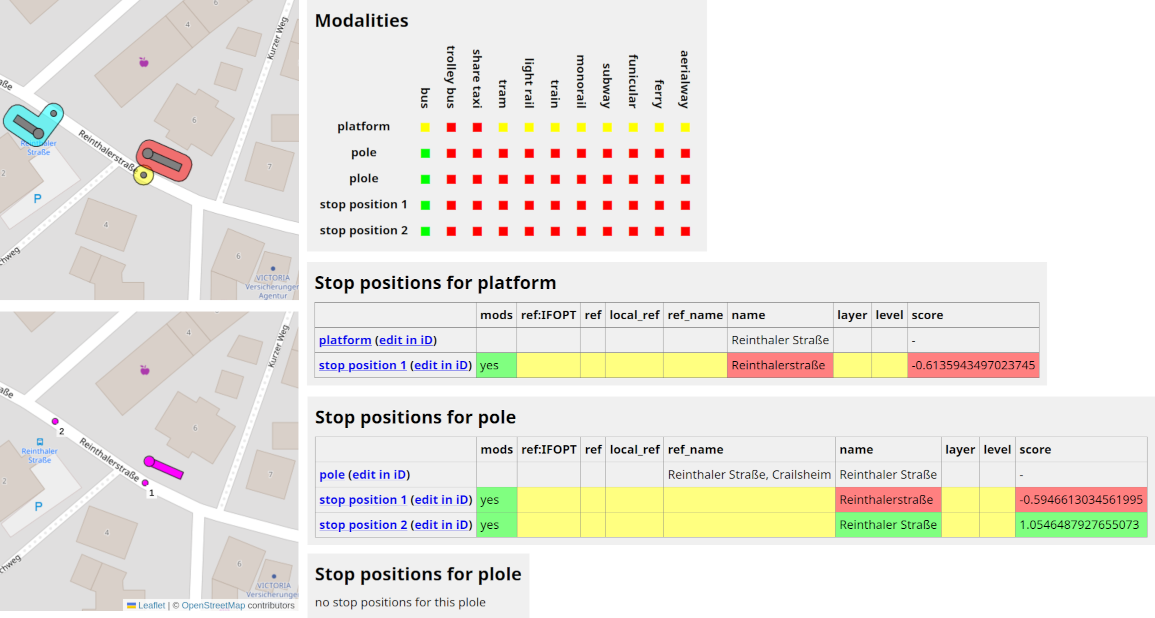 4
6
Kurzer Weg
aße
6
Reinthaler
Straße
Reinthalerstraße
7
2
P
4
chweg
6
VICTORIA
Versicherungen
Agentur
4
6
Kurzer Weg
aße
2
6
Reinthaler
Straße
Reinthalerstraße
7
2
1
P
4
chweg
6
VICTORIA
Versicherungen
Leaflet | © OpenStreetMap contributors
Modalities
bus trolley bus share taxi tram light rail train monorail subway funicular ferry aerialway
platform
pole
plole
stop position 1
stop position 2
Stop positions for platform
mods ref:IFOPT ref local_ref ref_name name layer level score
platform (edit in iD) Reinthaler Straße -
stop position 1 (edit in iD) yes Reinthalerstraße -0.6135943497023745
Stop positions for pole
mods ref:IFOPT ref local_ref ref_name name layer level score
pole (edit in iD) Reinthaler Straße, Crailsheim Reinthaler Straße -
stop position 1 (edit in iD) yes Reinthalerstraße -0.5946613034561995
stop position 2 (edit in iD) yes Reinthaler Straße 1.0546487927655073
Stop positions for plole
no stop positions for this plole